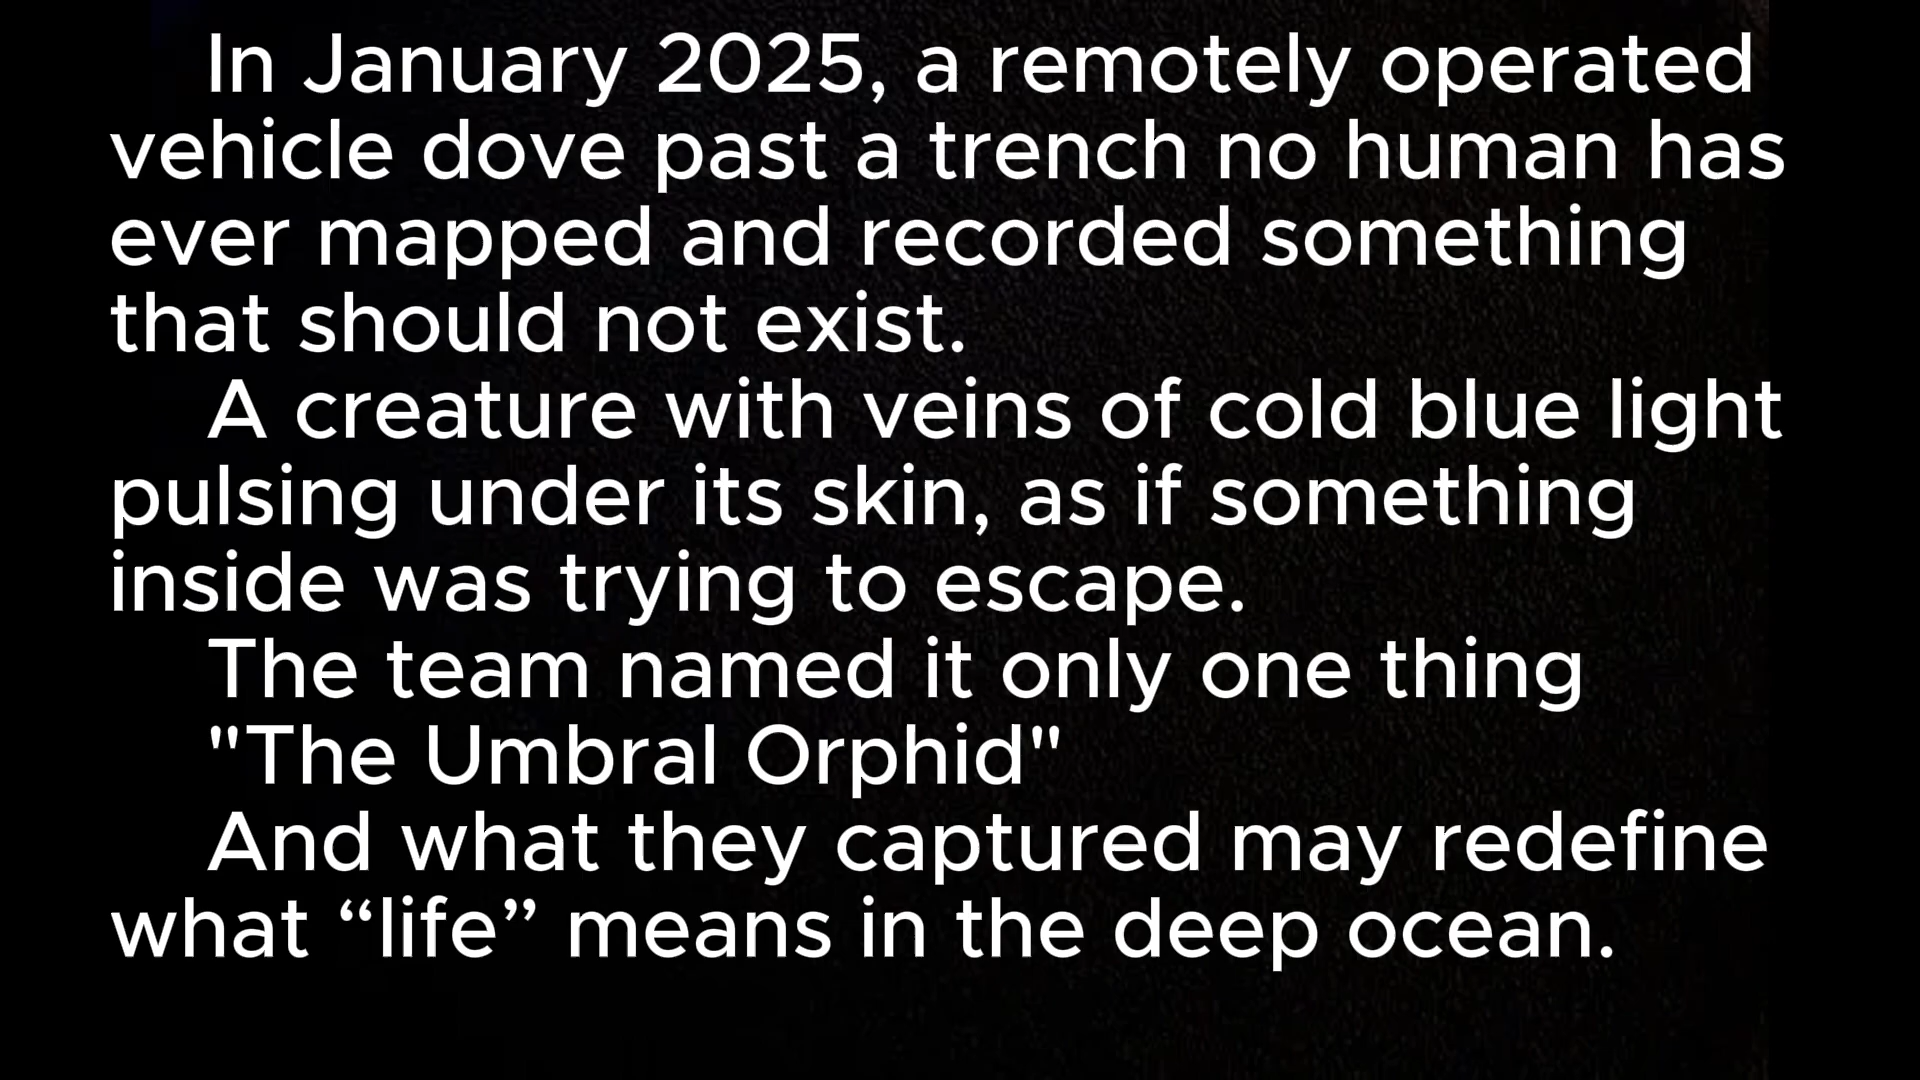 In January 2025, a remotely operated
vehicle dove past a trench no human has
ever mapped and recorded something
that should not exist.
A creature with veins of cold blue light
pulsing under its skin, as if something
inside was trying to escape.
The team named it only one thing
"The Umbral Orphid"
And what they captured may redefine
what “life” means in the deep ocean.